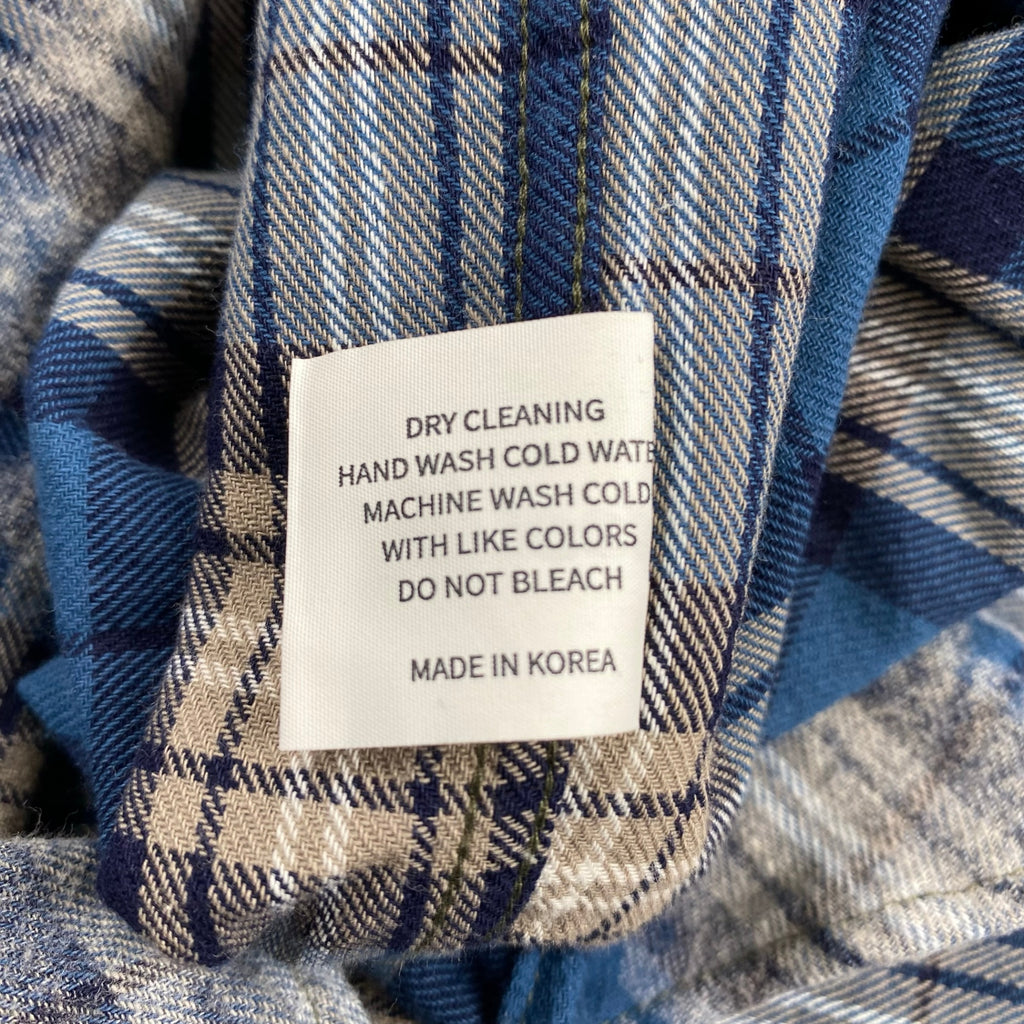 DRY CLEANING
HAND WASH COLD WATE
MACHINE WASH COLD
WITH LIKE COLORS
DO NOT BLEACH
MADE IN KOREA